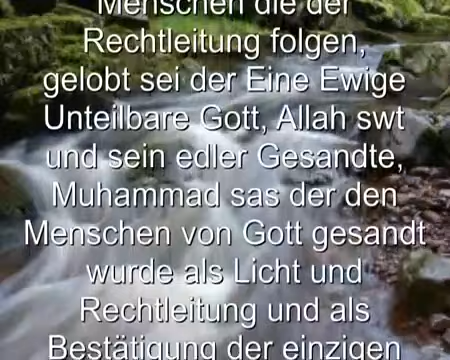 Menschen die der
Rechtleitung folgen,
gelobt sei der Eine Ewige
Unteilbare Gott, Allah swt
und sein edler Gesandte,
Muhammad sas der den
Menschen von Gott gesandt
wurde als Licht und
Rechtleitung und als
Bestätigung der einzigen